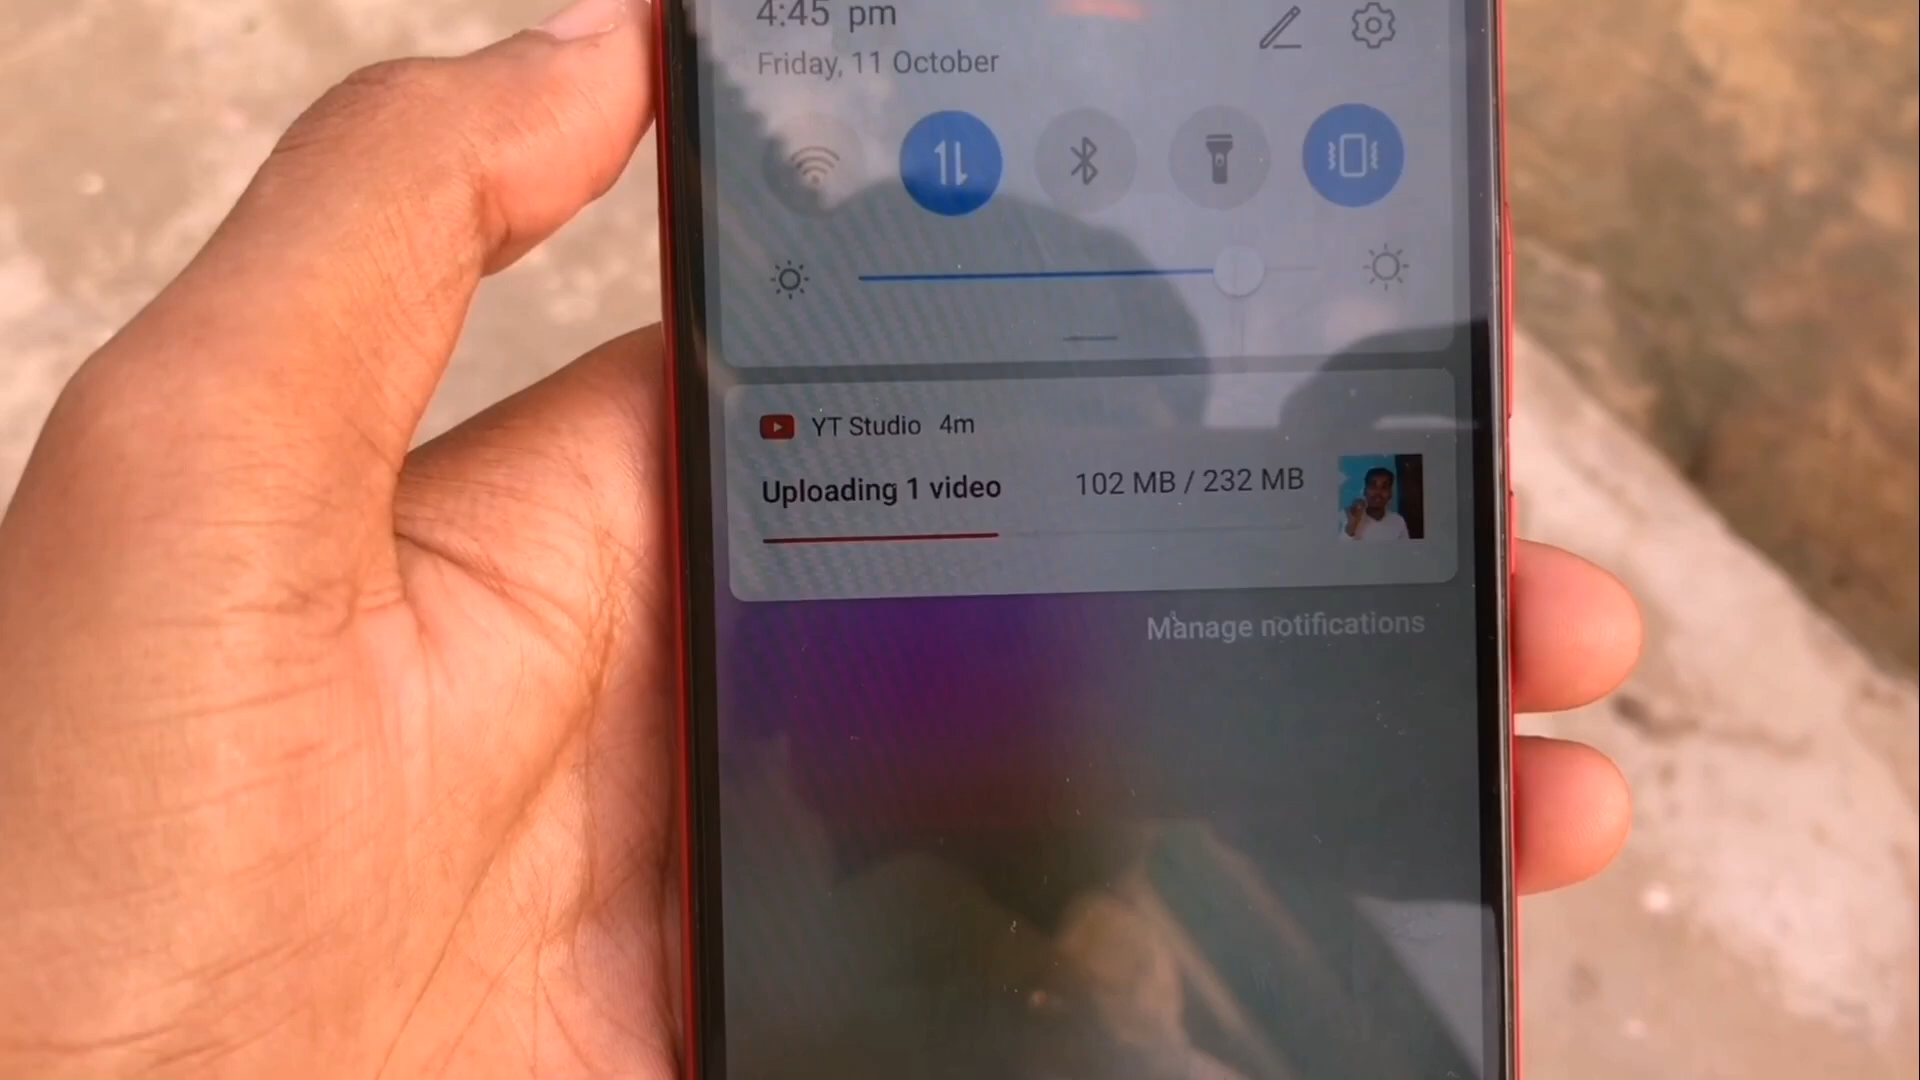 4:45 pm
Friday, 11 October
YT Studio 4m
Uploading 1 video 102 MB / 232 MB
Manage notifications